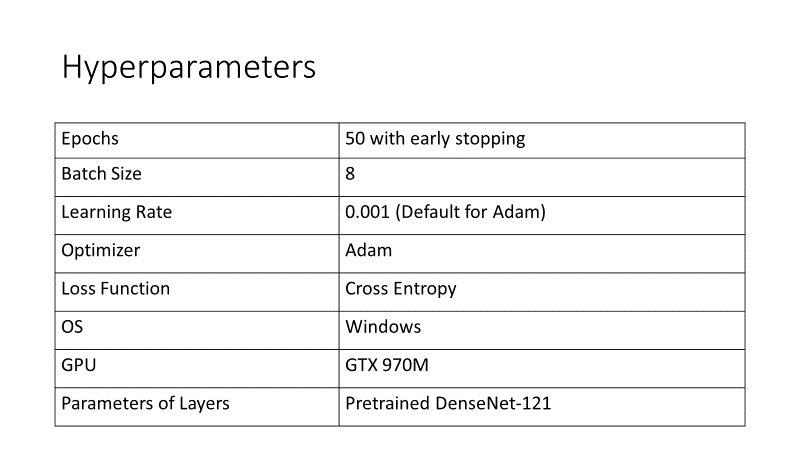 Hyperparameters
Epochs 50 with early stopping
Batch Size 8
Learning Rate 0.001 (Default for Adam)
Optimizer Adam
Loss Function Cross Entropy
OS Windows
GPU GTX 970M
Parameters of Layers Pretrained DenseNet-121